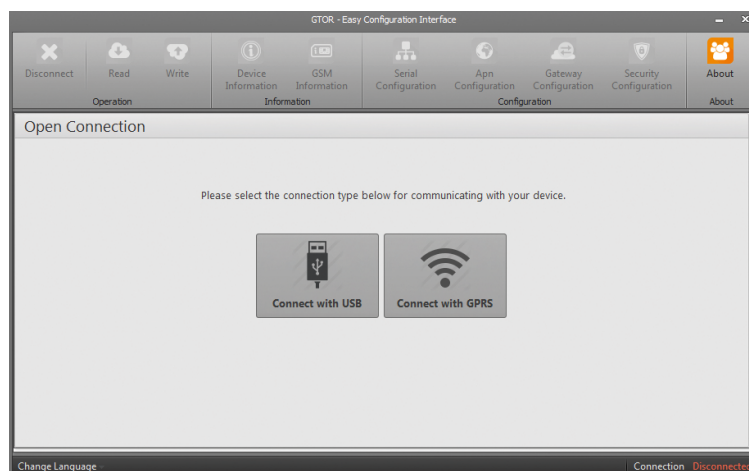 GTOR - Easy Configuration Interface
Disconnect
Read
Write
Device
Information
GSM
Information
Serial
Configuration
Apn
Configuration
Gateway
Configuration
Security
Configuration
About
Operation
Information
Configuration
About
Open Connection
Please select the connection type below for communicating with your device.
Connect with USB
Connect with GPRS
Change Language -
Connection Disconnected